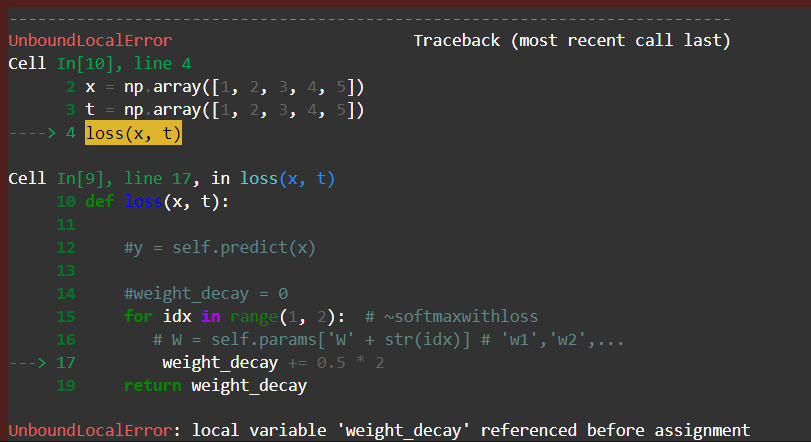 ---------------------------------------------------------------------------
UnboundLocalError                         Traceback (most recent call last)
Cell In[10], line 4
      2 x = np.array([1, 2, 3, 4, 5])
      3 t = np.array([1, 2, 3, 4, 5])
----> 4 loss(x, t)
Cell In[9], line 17, in loss(x, t)
     10 def loss(x, t):
     11
     12     #y = self.predict(x)
     13
     14     #weight_decay = 0
     15     for idx in range(1, 2):  # ~softmaxwithloss
     16        # W = self.params['W' + str(idx)] # 'w1','w2',...
---> 17         weight_decay += 0.5 * 2
     19     return weight_decay
UnboundLocalError: local variable 'weight_decay' referenced before assignment